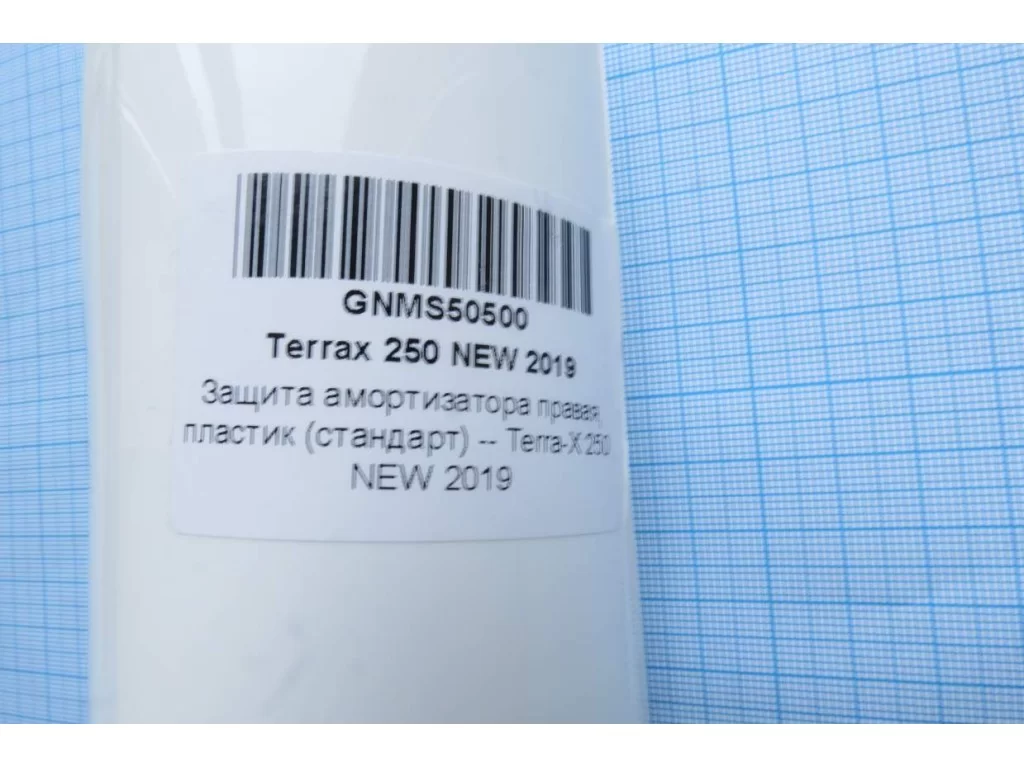 GNMS50500
Terrax 250 NEW 2019
Защита амортизатора правая,
пластик (стандарт) -- Terra-X 250
NEW 2019